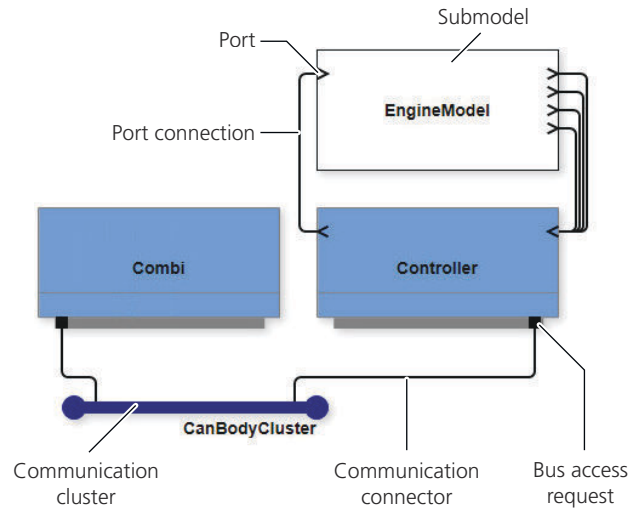 Submodel
Port
EngineModel
Port connection
Combi
Controller
CanBodyCluster
Communication
cluster
Communication
connector
Bus access
request